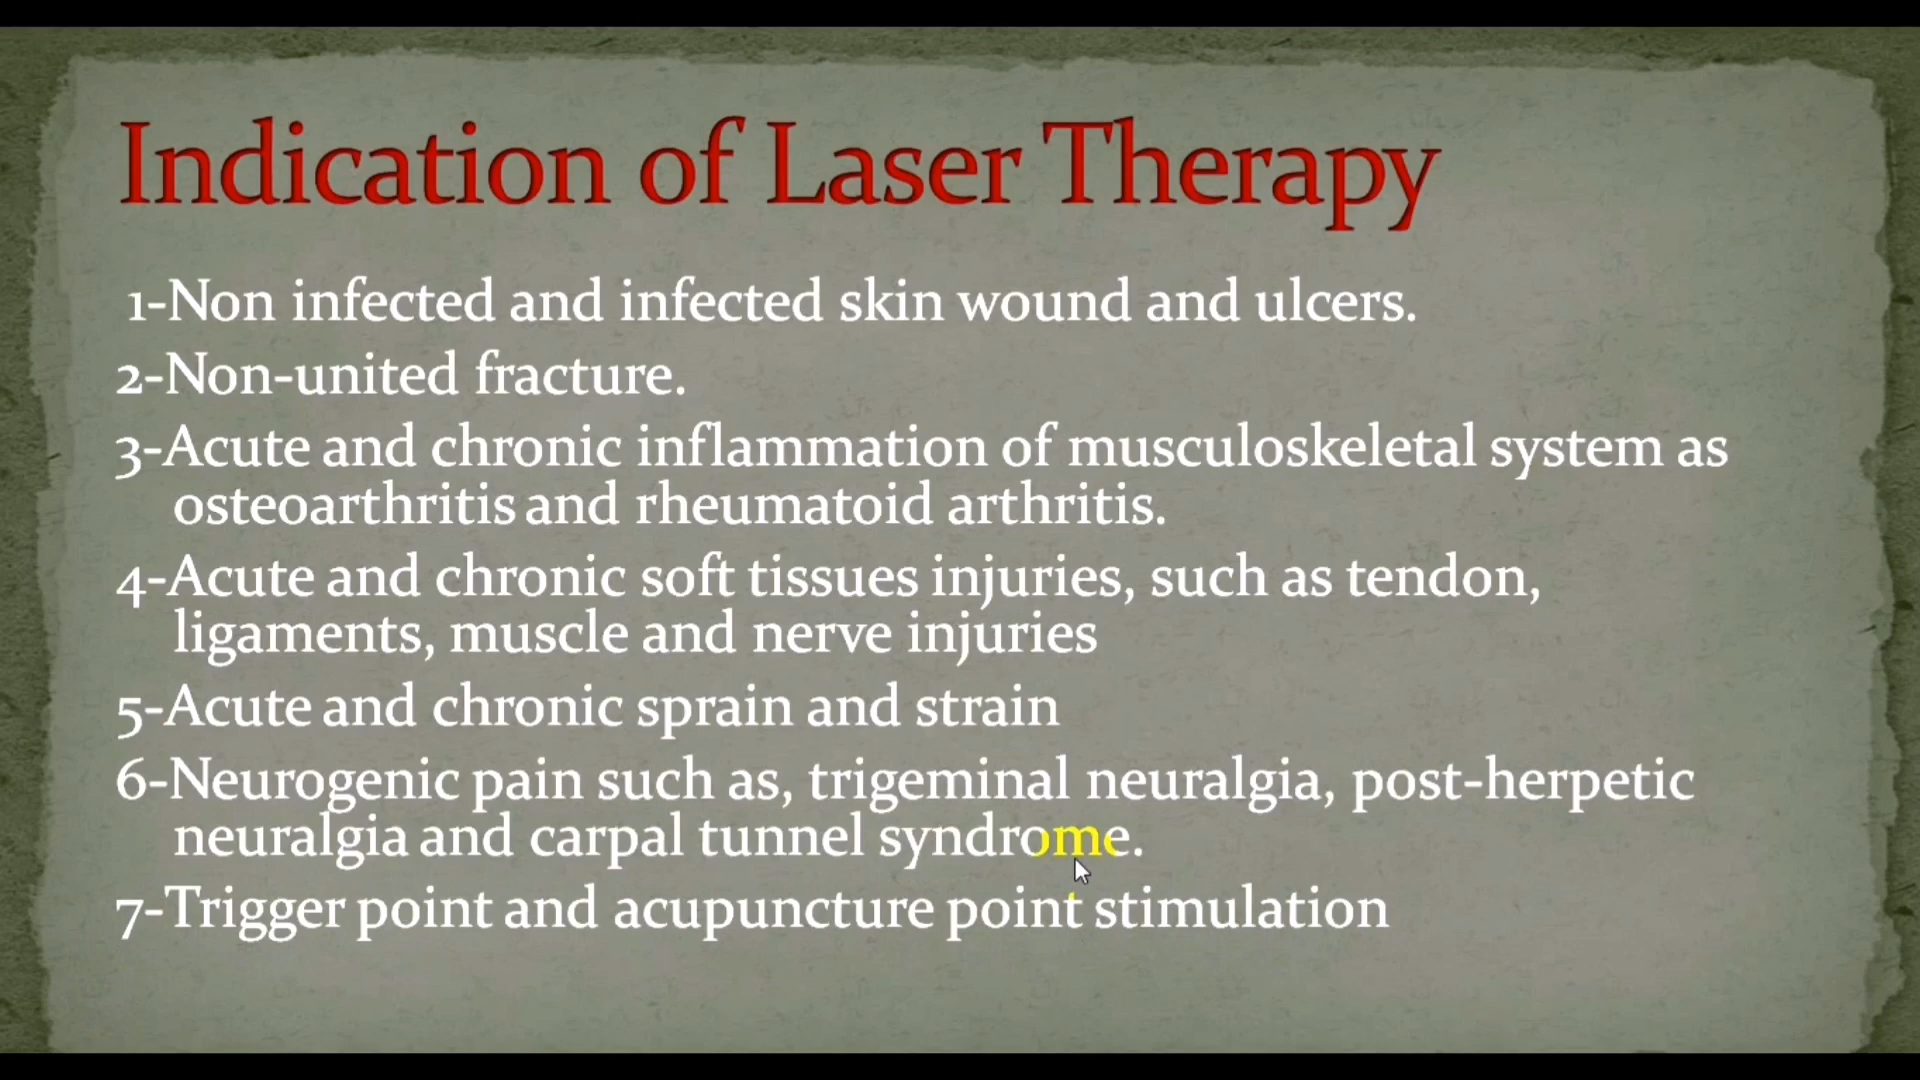 Indication of Laser Therapy
1-Non infected and infected skin wound and ulcers.
2-Non-united fracture.
3-Acute and chronic inflammation of musculoskeletal system as
osteoarthritis and rheumatoid arthritis.
4-Acute and chronic soft tissues injuries, such as tendon,
ligaments, muscle and nerve injuries
5-Acute and chronic sprain and strain
6-Neurogenic pain such as, trigeminal neuralgia, post-herpetic
neuralgia and carpal tunnel syndrome.
7-Trigger point and acupuncture point stimulation